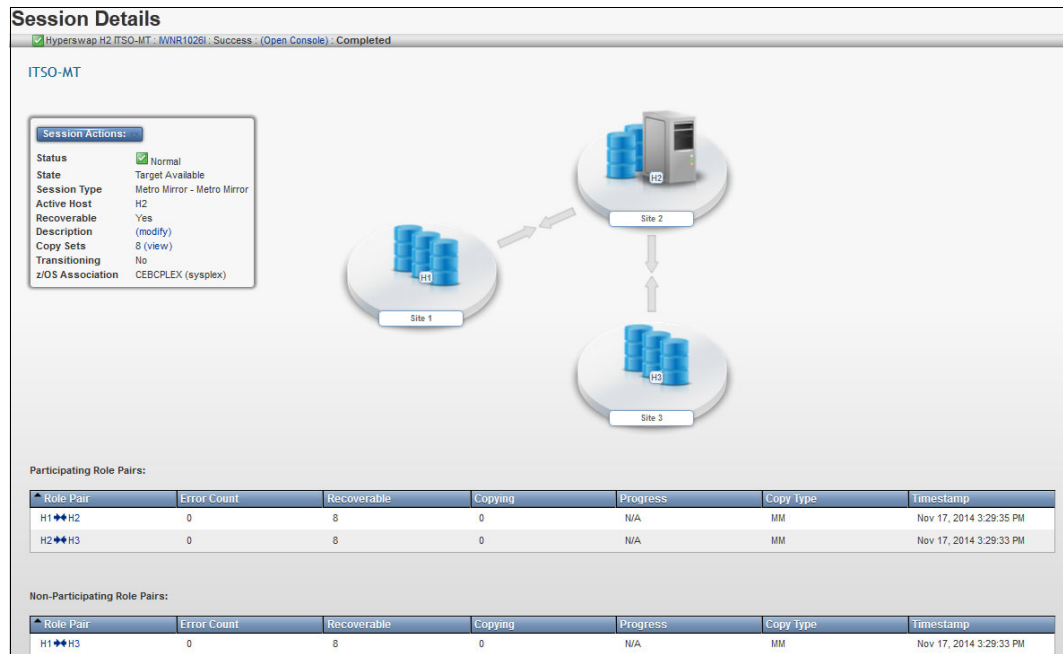 Session Details
Hyperswap H2 ITSO-MT : IWNR1026I : Success : (Open Console) : Completed
ITSO-MT
Session Actions:
Status Normal
State Target Available
Session Type Metro Mirror - Metro Mirror
Active Host H2
Recoverable Yes
Description (modify)
Copy Sets 8 (view)
Transitioning No
z/OS Association CEBCPLEX (sysplex)
H2
Site 2
H1
Site 1
H3
Site 3
Participating Role Pairs:
Role Pair Error Count Recoverable Copying Progress Copy Type Timestamp
H1 H2 0 8 0 N/A MM Nov 17, 2014 3:29:35 PM
H2 H3 0 8 0 N/A MM Nov 17, 2014 3:29:33 PM
Non-Participating Role Pairs:
Role Pair Error Count Recoverable Copying Progress Copy Type Timestamp
H1 H3 0 8 0 N/A MM Nov 17, 2014 3:29:33 PM